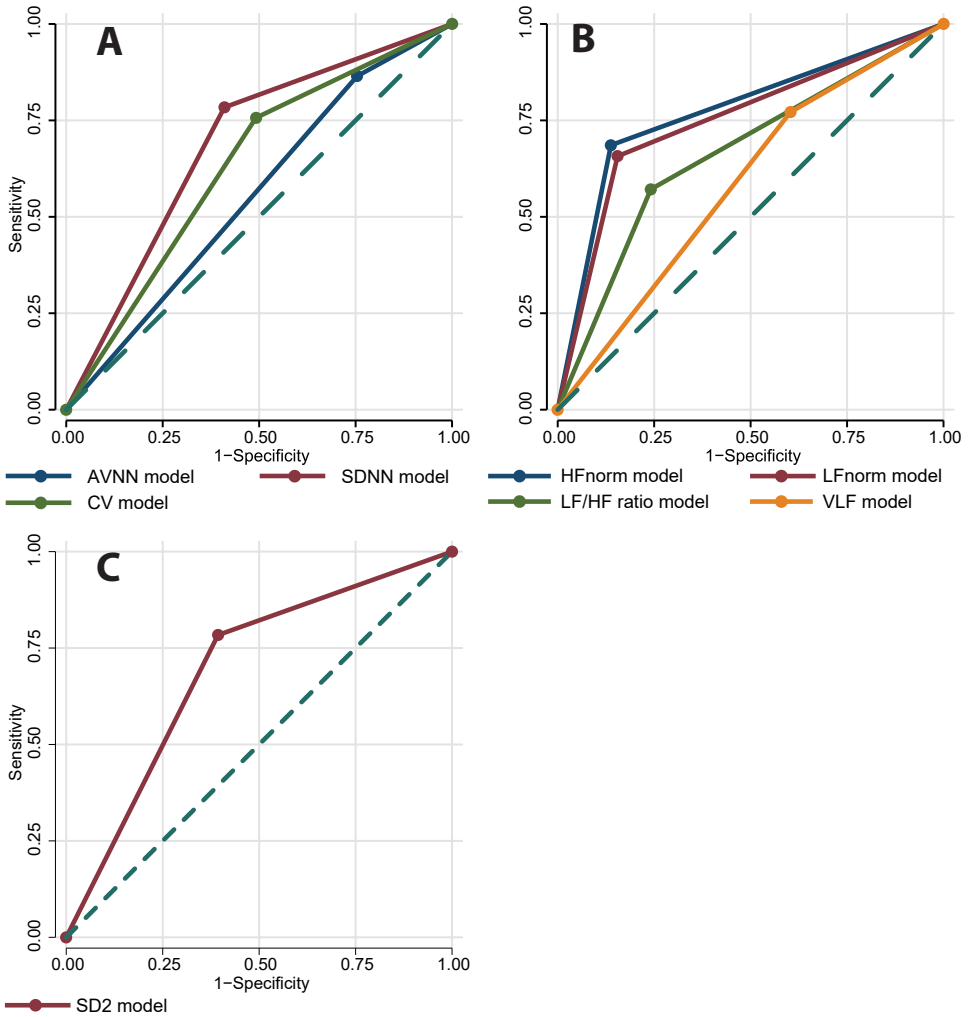 A
1.00
0.75
0.50
0.25
0.00
Sensitivity
0.00 0.25 0.50 0.75 1.00
1−Specificity
AVNN model SDNN model
CV model
B
1.00
0.75
0.50
0.25
0.00
0.00 0.25 0.50 0.75 1.00
1−Specificity
HFnorm model LFnorm model
LF/HF ratio model VLF model
C
1.00
0.75
0.50
0.25
0.00
Sensitivity
0.00 0.25 0.50 0.75 1.00
1−Specificity
SD2 model